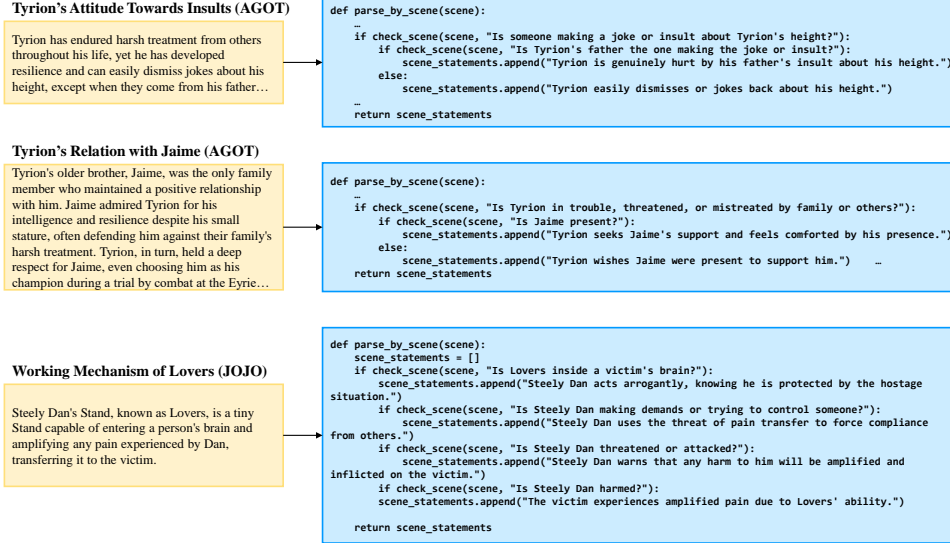 Tyrion's Attitude Towards Insults (AGOT)
Tyrion has endured harsh treatment from others
throughout his life, yet he has developed
resilience and can easily dismiss jokes about his
height, except when they come from his father…
def parse_by_scene(scene):
…
if check_scene(scene, "Is someone making a joke or insult about Tyrion's height?"):
if check_scene(scene, "Is Tyrion's father the one making the joke or insult?"):
scene_statements.append("Tyrion is genuinely hurt by his father's insult about his height.")
else:
scene_statements.append("Tyrion easily dismisses or jokes back about his height.")
…
return scene_statements
Tyrion's Relation with Jaime (AGOT)
Tyrion's older brother, Jaime, was the only family
member who maintained a positive relationship
with him. Jaime admired Tyrion for his
intelligence and resilience despite his small
stature, often defending him against their family's
harsh treatment. Tyrion, in turn, held a deep
respect for Jaime, even choosing him as his
champion during a trial by combat at the Eyrie…
def parse_by_scene(scene):
…
if check_scene(scene, "Is Tyrion in trouble, threatened, or mistreated by family or others?"):
if check_scene(scene, "Is Jaime present?"):
scene_statements.append("Tyrion seeks Jaime's support and feels comforted by his presence.")
else:
scene_statements.append("Tyrion wishes Jaime were present to support him.") …
return scene_statements
Working Mechanism of Lovers (JOJO)
Steely Dan's Stand, known as Lovers, is a tiny
Stand capable of entering a person's brain and
amplifying any pain experienced by Dan,
transferring it to the victim.
def parse_by_scene(scene):
scene_statements = []
if check_scene(scene, "Is Lovers inside a victim's brain?"):
scene_statements.append("Steely Dan acts arrogantly, knowing he is protected by the hostage
situation.")
if check_scene(scene, "Is Steely Dan making demands or trying to control someone?"):
scene_statements.append("Steely Dan uses the threat of pain transfer to force compliance
from others.")
if check_scene(scene, "Is Steely Dan threatened or attacked?"):
scene_statements.append("Steely Dan warns that any harm to him will be amplified and
inflicted on the victim.")
if check_scene(scene, "Is Steely Dan harmed?"):
scene_statements.append("The victim experiences amplified pain due to Lovers' ability.")
return scene_statements